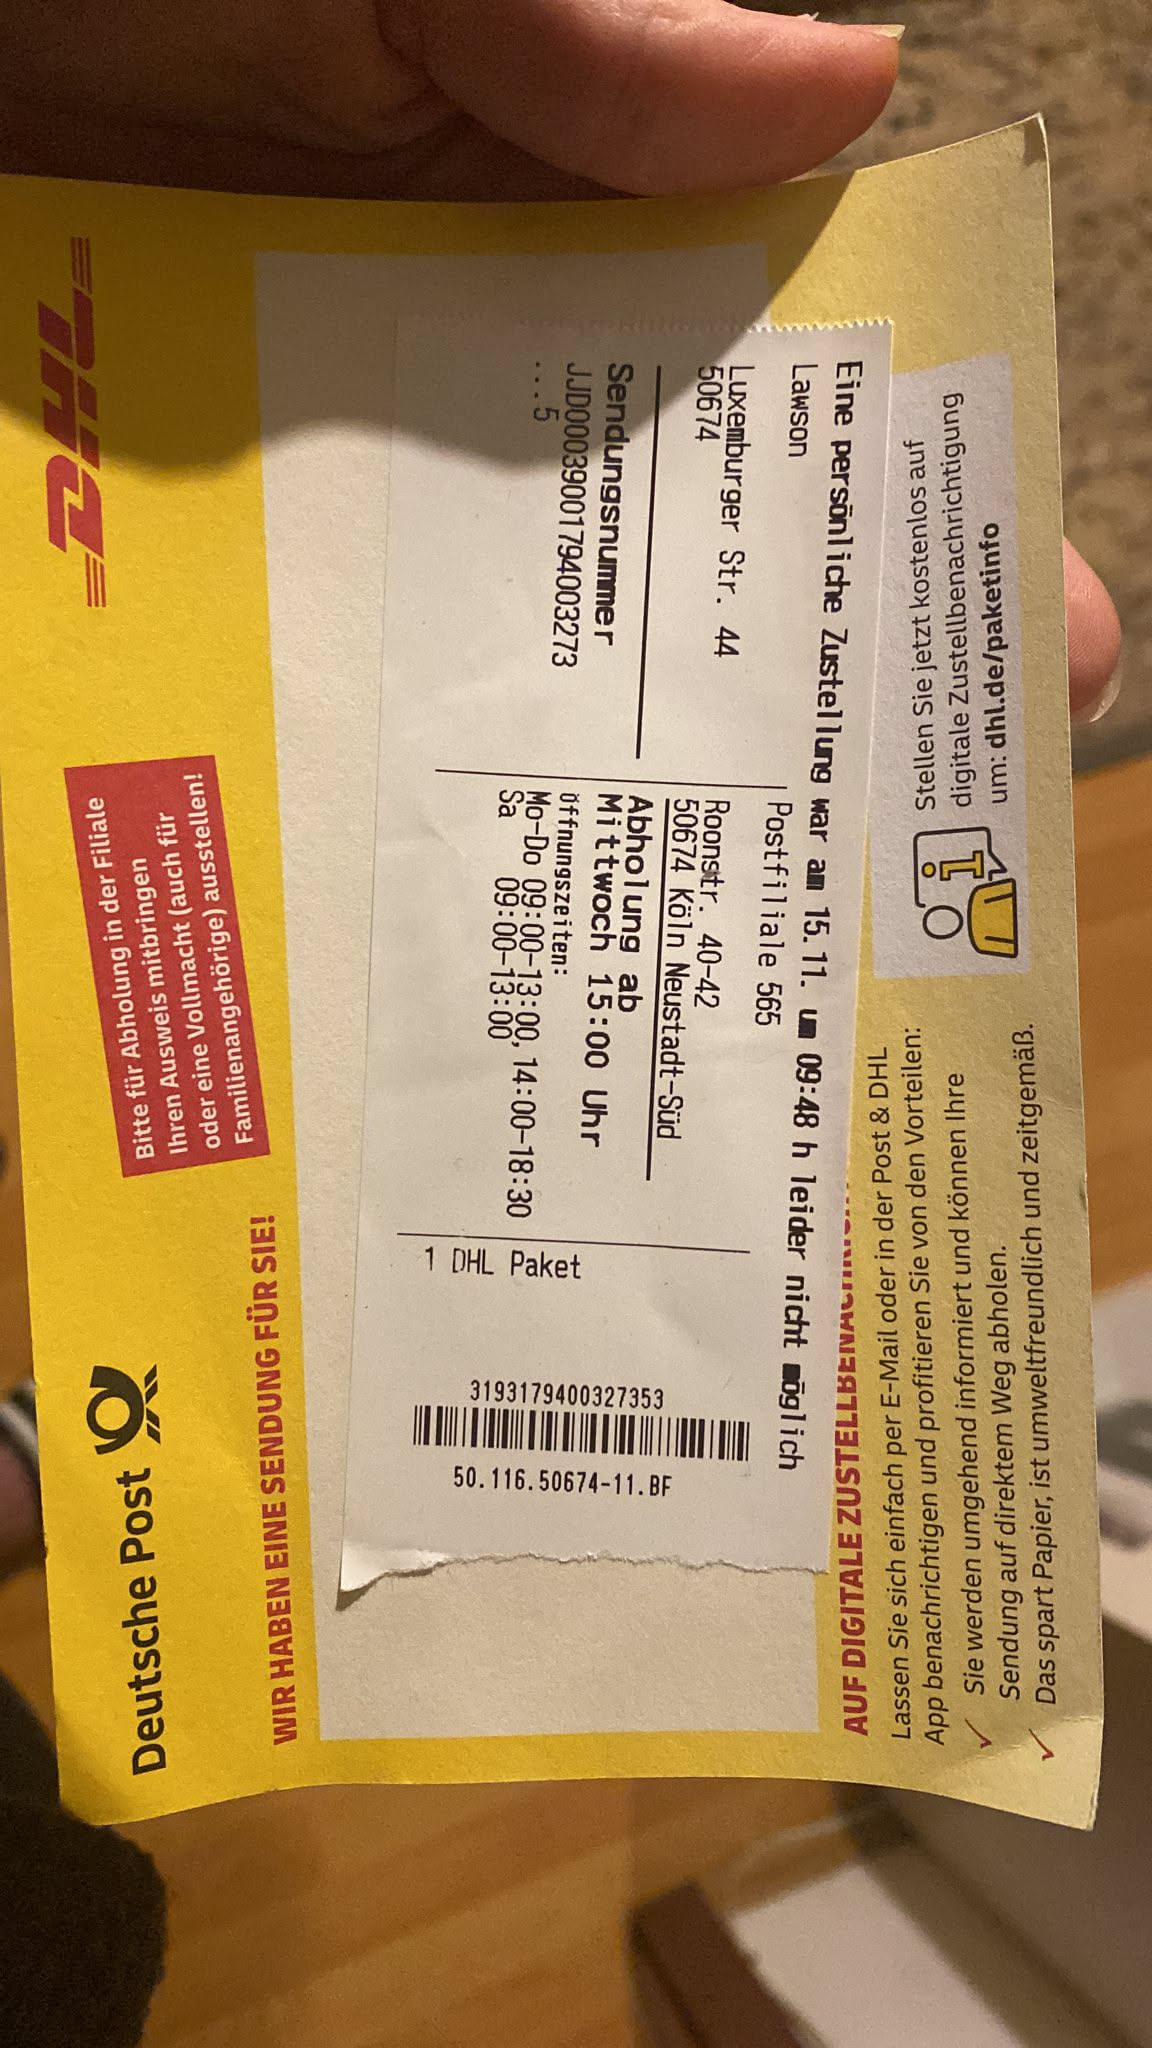 DHL
Deutsche Post
Bitte für Abholung in der Filiale
Ihren Ausweis mitbringen
oder eine Vollmacht (auch für
Familienangehörige) ausstellen!
WIR HABEN EINE SENDUNG FÜR SIE!
Eine persönliche Zustellung war am 15.11. um 09:48 h leider nicht möglich
Lawson
Luxemburger Str. 44
50674
Sendungsnummer
JJD000390017940003273
...5
Postfiliale 565
Roonstr. 40-42
50674 Köln Neustadt-Süd
Abholung ab
Mittwoch 15:00 Uhr
öffnungszeiten:
Mo-Do 09:00-13:00, 14:00-18:30
Sa 09:00-13:00
1 DHL Paket
3193179400327353
50.116.50674-11.BF
Stellen Sie jetzt kostenlos auf
digitale Zustellbenachrichtigung
um: dhl.de/paketinfo
AUF DIGITALE ZUSTELLBENACHRICH
Lassen Sie sich einfach per E-Mail oder in der Post & DHL
App benachrichtigen und profitieren Sie von den Vorteilen:
✓ Sie werden umgehend informiert und können Ihre
Sendung auf direktem Weg abholen.
✓ Das spart Papier, ist umweltfreundlich und zeitgemäß.